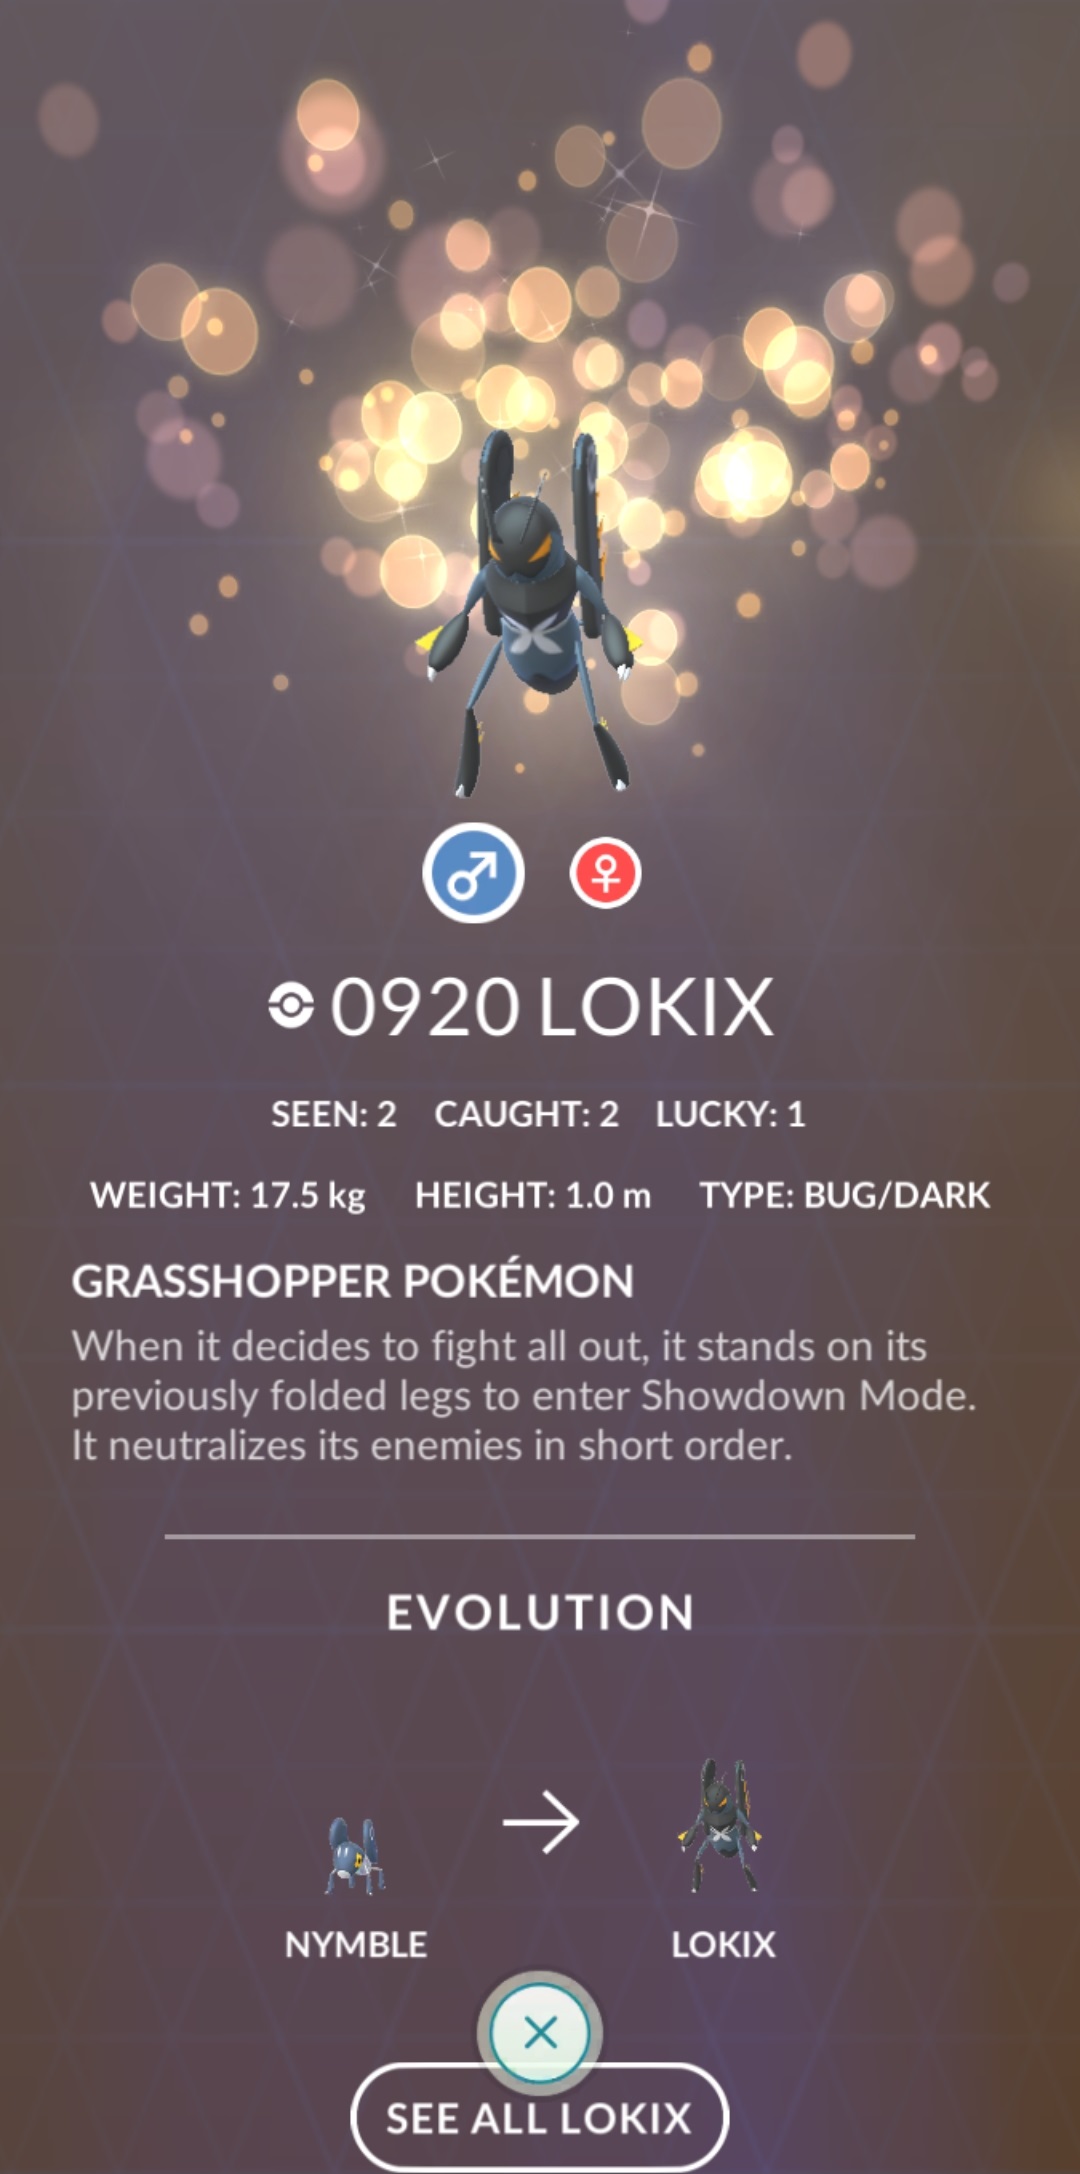 ♂ ♀
0920 LOKIX
SEEN: 2 CAUGHT: 2 LUCKY: 1
WEIGHT: 17.5 kg HEIGHT: 1.0 m TYPE: BUG/DARK
GRASSHOPPER POKÉMON
When it decides to fight all out, it stands on its
previously folded legs to enter Showdown Mode.
It neutralizes its enemies in short order.
EVOLUTION
NYMBLE LOKIX
SEE ALL LOKIX